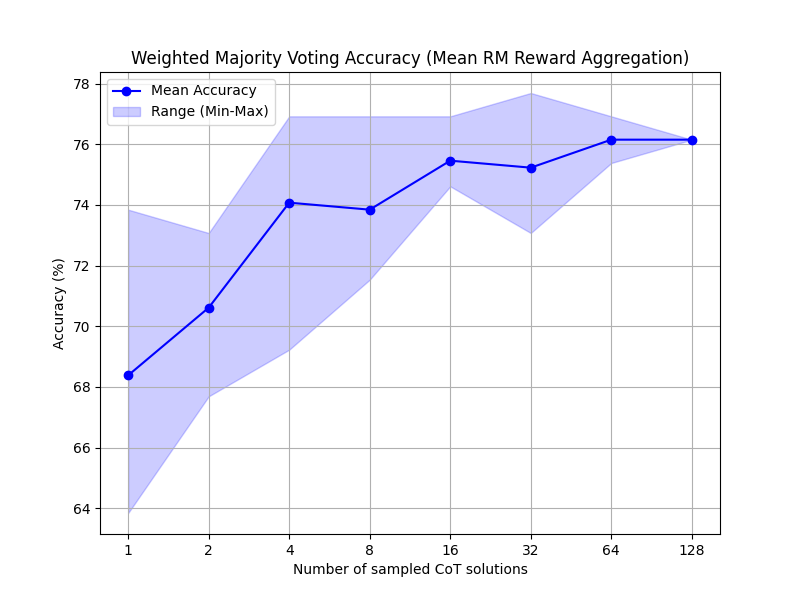 Weighted Majority Voting Accuracy (Mean RM Reward Aggregation)
Mean Accuracy
Range (Min-Max)
78
76
74
72
70
68
66
64
Accuracy (%)
1 2 4 8 16 32 64 128
Number of sampled CoT solutions